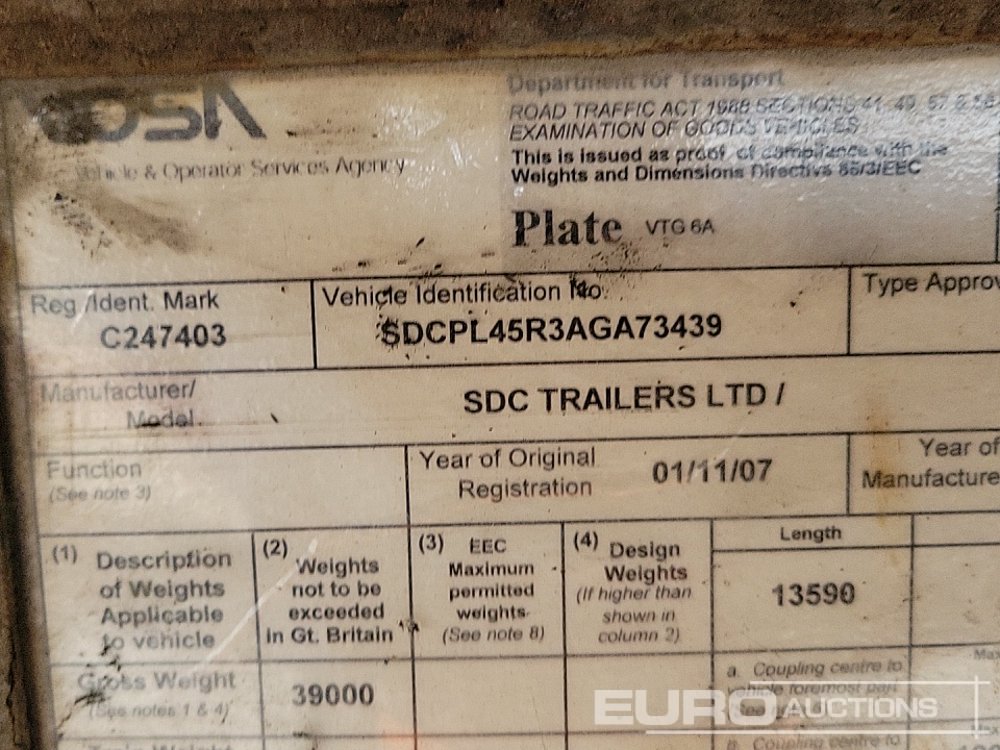 VOSA
Vehicle & Operator Services Agency
Department for Transport
ROAD TRAFFIC ACT 1988 SECTIONS 41, 49, 57 & 58
EXAMINATION OF GOODS VEHICLES
This is issued as proof of compliance with the
Weights and Dimensions Directive 85/3/EEC
Plate VTG 6A
Reg./Ident. Mark
C247403
Vehicle Identification No.
SDCPL45R3AGA73439
Type Approv
Manufacturer/
Model
SDC TRAILERS LTD /
Function
(See note 3)
Year of Original
Registration
01/11/07
Year of
Manufacture
(1) Description
of Weights
Applicable
to vehicle
(2) Weights
not to be
exceeded
in Gt. Britain
(3) EEC
Maximum
permitted
weights
(See note 8)
(4) Design
Weights
(If higher than
shown in
column 2)
Length
13590
Gross Weight
(See notes 1 & 4)
39000
a. Coupling centre to
vehicle foremost part
b. Coupling centre to
EURO AUCTIONS